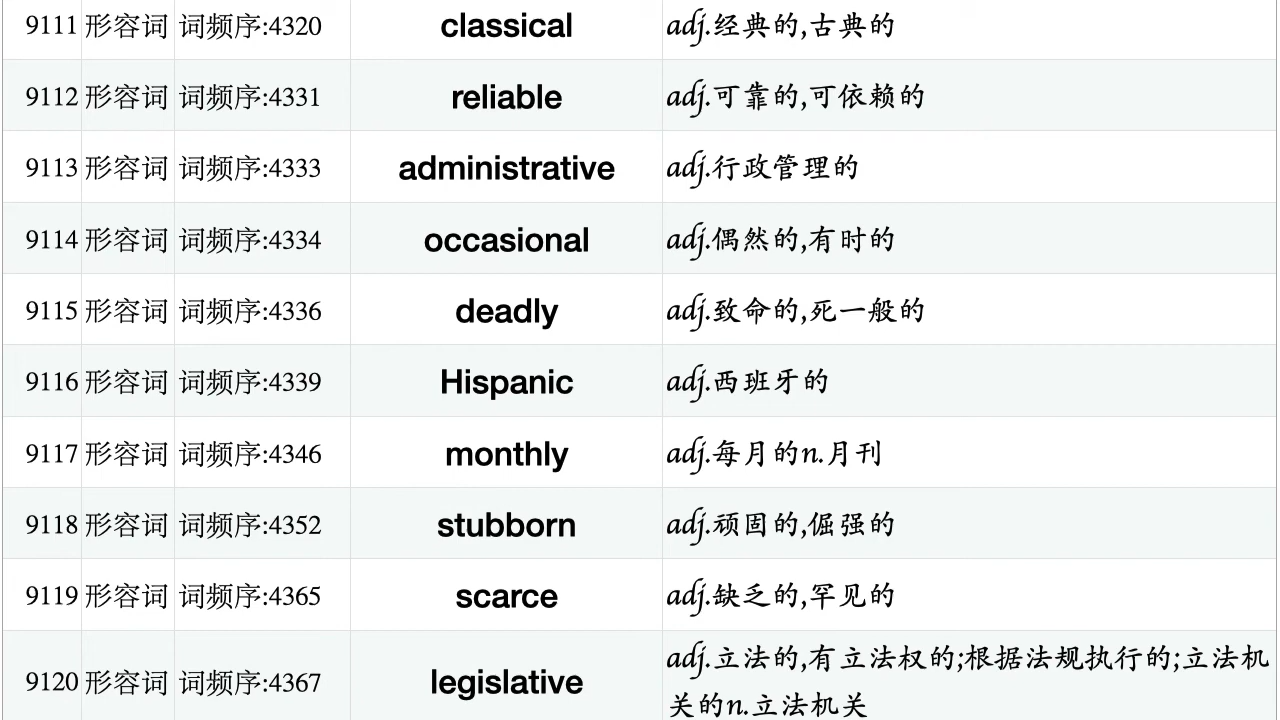 9111 形容词 词频序:4320 classical adj.经典的,古典的
9112 形容词 词频序:4331 reliable adj.可靠的,可依赖的
9113 形容词 词频序:4333 administrative adj.行政管理的
9114 形容词 词频序:4334 occasional adj.偶然的,有时的
9115 形容词 词频序:4336 deadly adj.致命的,死一般的
9116 形容词 词频序:4339 Hispanic adj.西班牙的
9117 形容词 词频序:4346 monthly adj.每月的n.月刊
9118 形容词 词频序:4352 stubborn adj.顽固的,倔强的
9119 形容词 词频序:4365 scarce adj.缺乏的,罕见的
9120 形容词 词频序:4367 legislative adj.立法的,有立法权的;根据法规执行的;立法机
关的n.立法机关